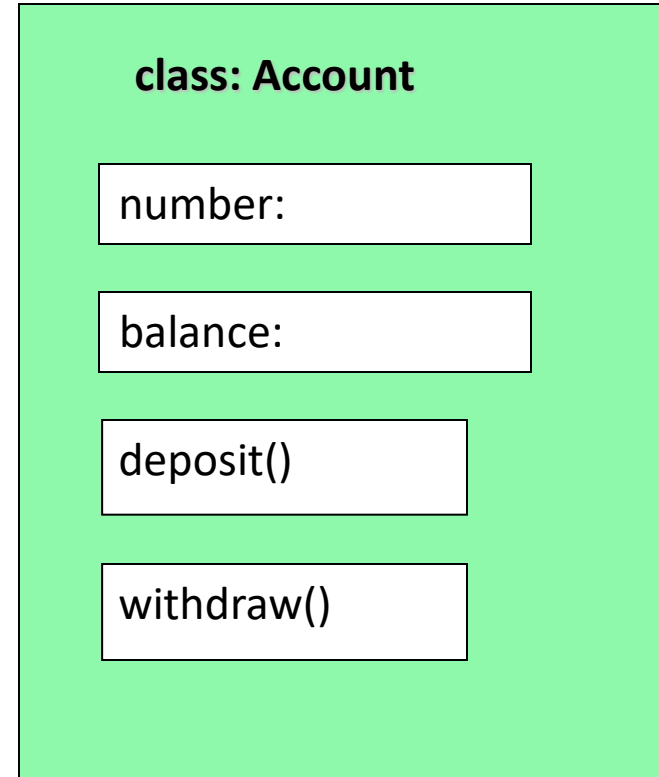 class: Account
number:
balance:
deposit()
withdraw()